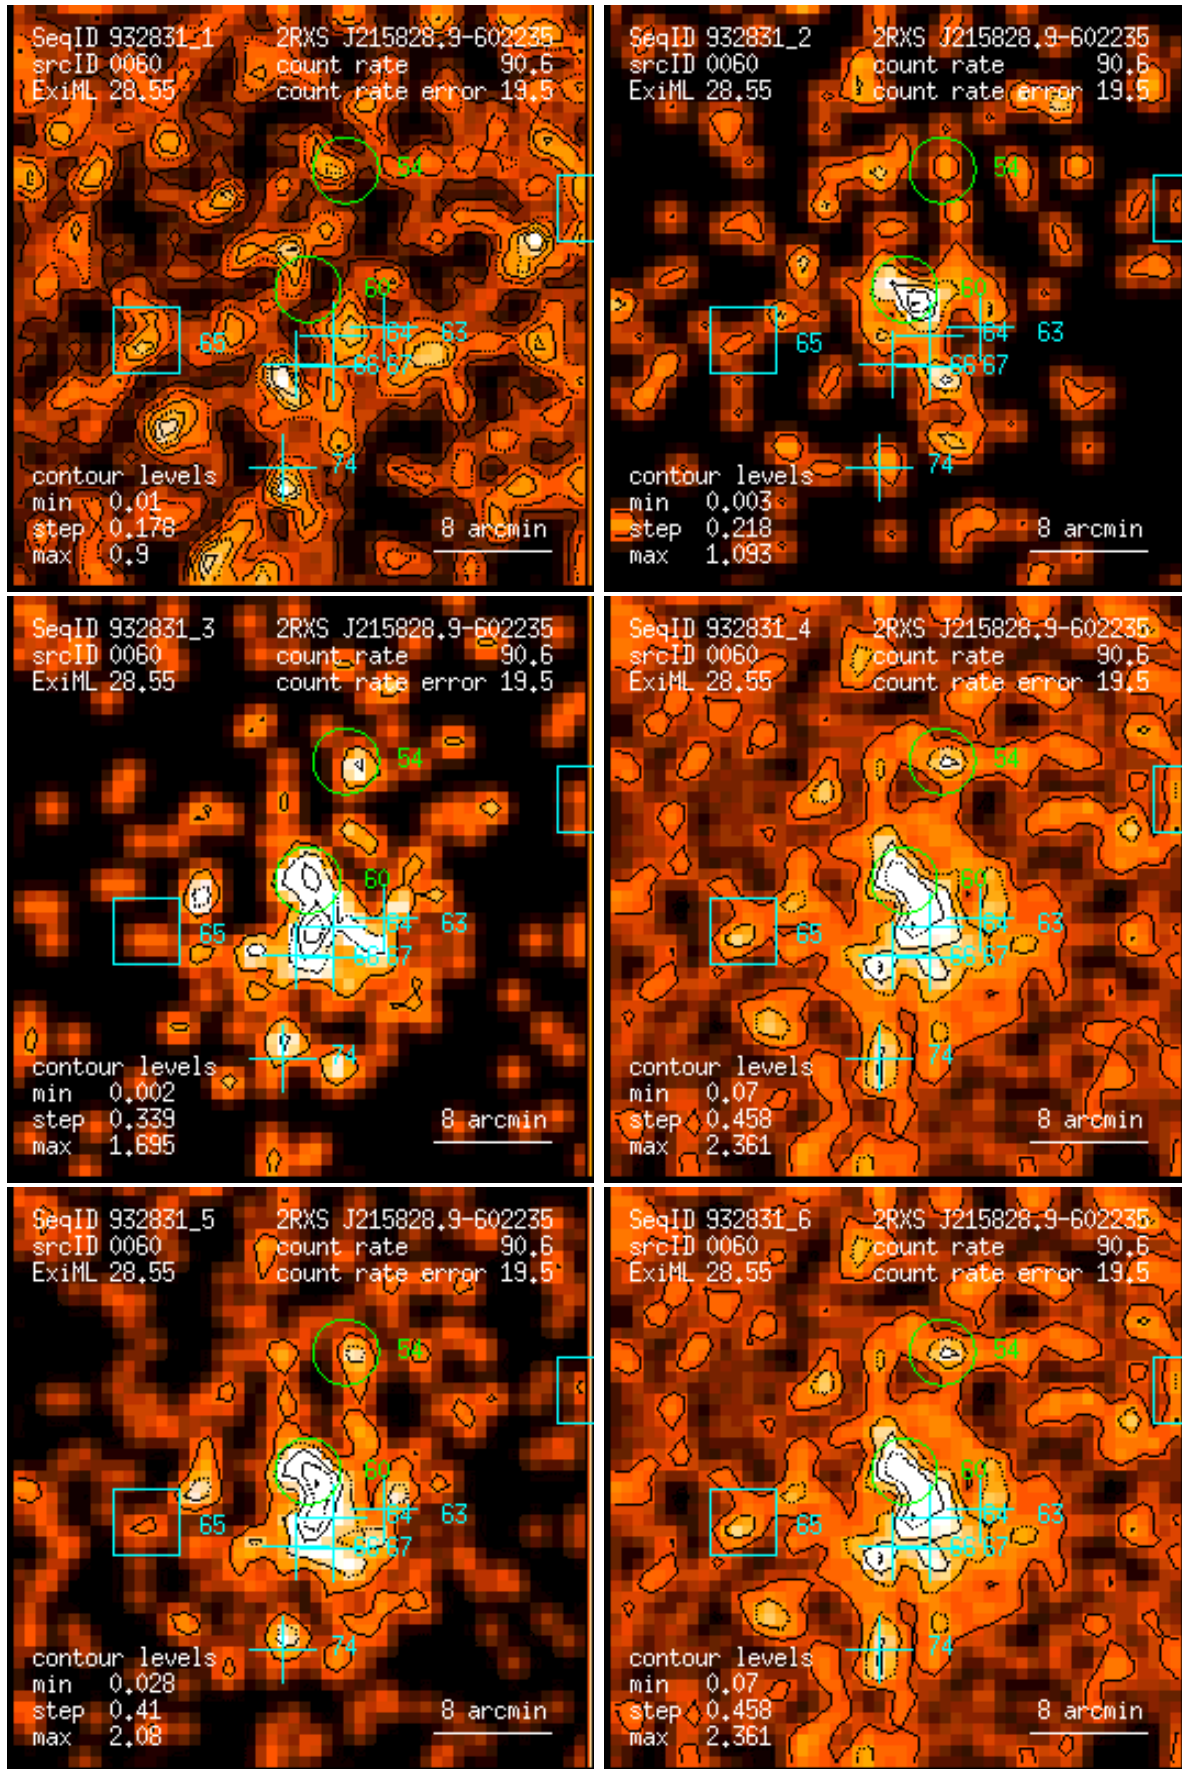 SeqID 932831_1 2RXS J215828.9-602235
srcID 0060 count rate 90.6
ExiML 28.55 count rate error 19.5
54
60
64 63
65
66 67
74
contour levels
min 0.01
step 0.178
max 0.9
8 arcmin
SeqID 932831_2 2RXS J215828.9-602235
srcID 0060 count rate 90.6
ExiML 28.55 count rate error 19.5
54
60
64 63
65
66 67
74
contour levels
min 0.003
step 0.218
max 1.093
8 arcmin
SeqID 932831_3 2RXS J215828.9-602235
srcID 0060 count rate 90.6
ExiML 28.55 count rate error 19.5
54
60
64 63
65
66 67
74
contour levels
min 0.002
step 0.339
max 1.695
8 arcmin
SeqID 932831_4 2RXS J215828.9-602235
srcID 0060 count rate 90.6
ExiML 28.55 count rate error 19.5
54
60
64 63
65
66 67
74
contour levels
min 0.07
step 0.458
max 2.361
8 arcmin
SeqID 932831_5 2RXS J215828.9-602235
srcID 0060 count rate 90.6
ExiML 28.55 count rate error 19.5
54
60
64 63
65
66 67
74
contour levels
min 0.028
step 0.41
max 2.08
8 arcmin
SeqID 932831_6 2RXS J215828.9-602235
srcID 0060 count rate 90.6
ExiML 28.55 count rate error 19.5
54
60
64 63
65
66 67
74
contour levels
min 0.07
step 0.458
max 2.361
8 arcmin